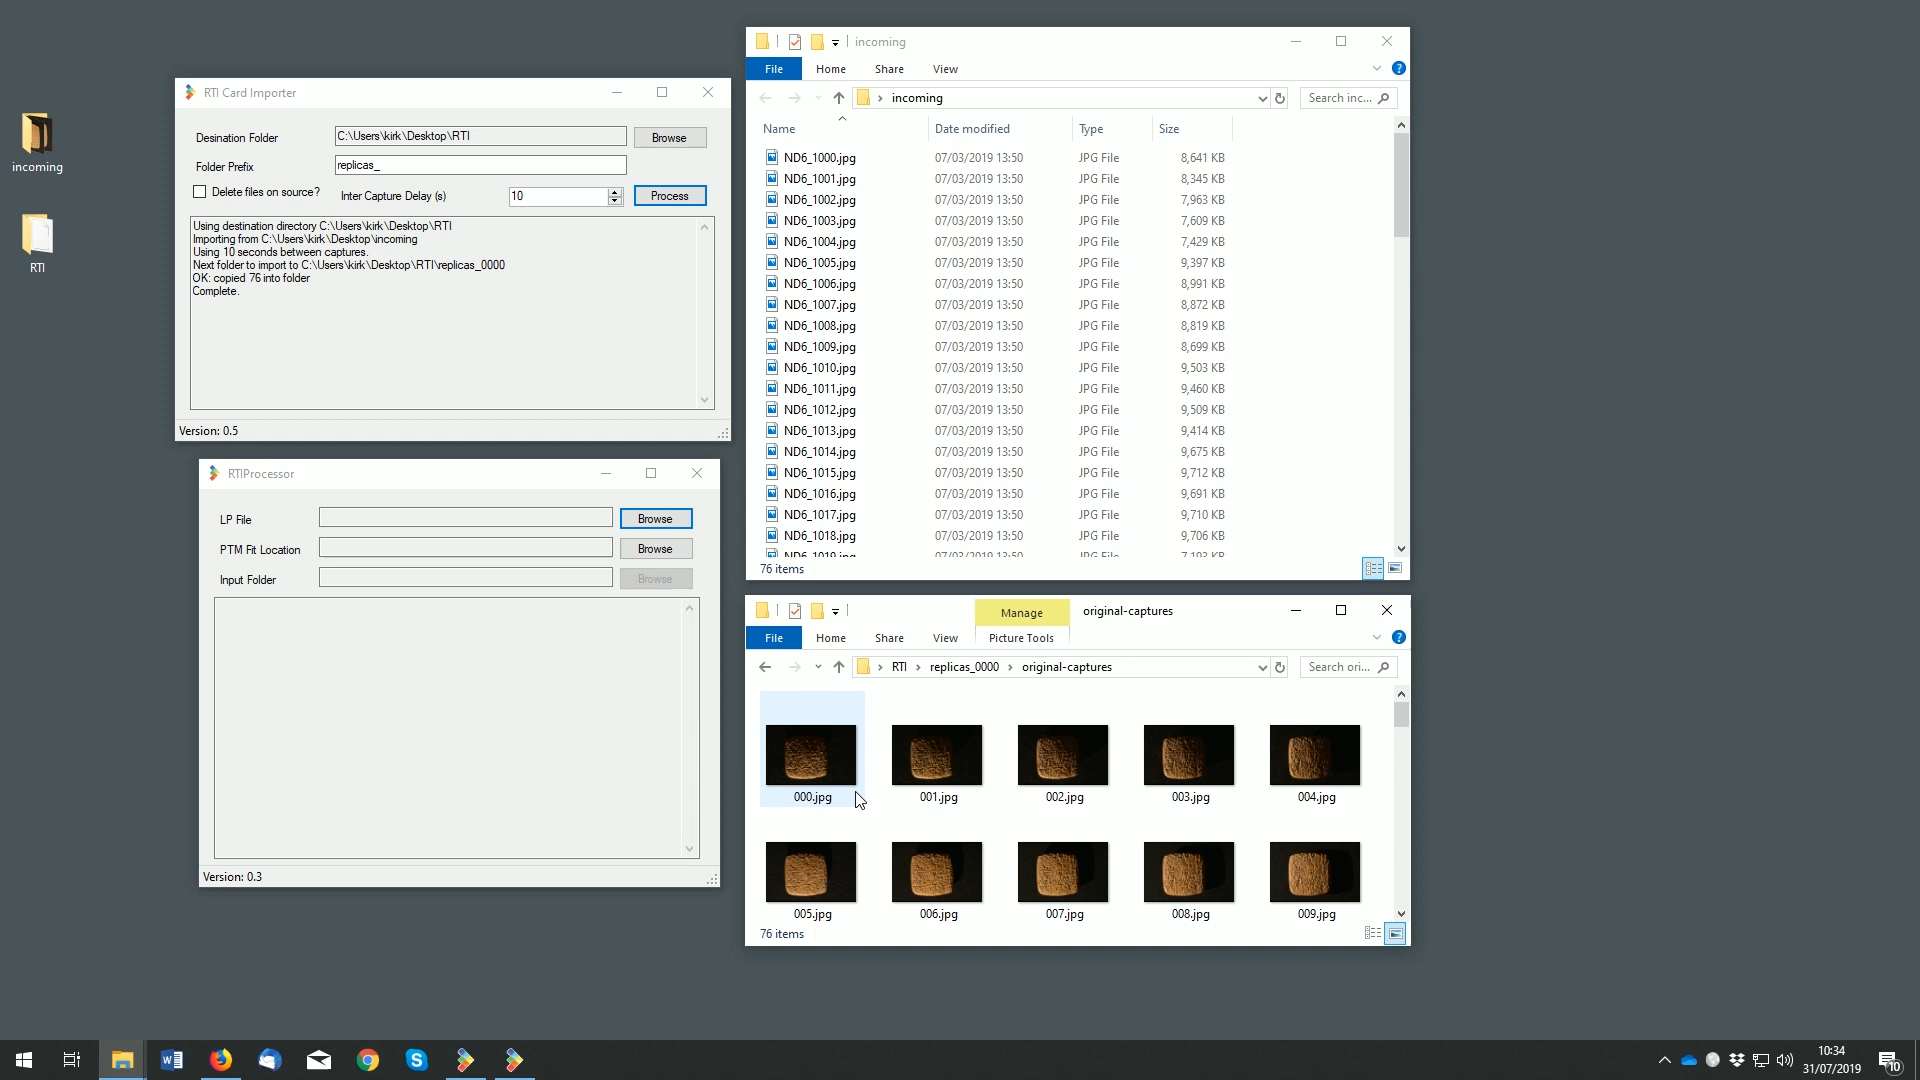 incoming
RTI
RTI Card Importer
Desination Folder
C:\Users\kirk\Desktop\RTI
Browse
Folder Prefix
replicas_
Delete files on source?
Inter Capture Delay (s)
10
Process
Using destination directory C:\Users\kirk\Desktop\RTI
Importing from C:\Users\kirk\Desktop\incoming
Using 10 seconds between captures.
Next folder to import to C:\Users\kirk\Desktop\RTI\replicas_0000
OK: copied 76 into folder
Complete.
Version: 0.5
RTIProcessor
LP File
Browse
PTM Fit Location
Browse
Input Folder
Browse
Version: 0.3
incoming
File Home Share View
incoming
Search inc...
Name Date modified Type Size
ND6_1000.jpg 07/03/2019 13:50 JPG File 8,641 KB
ND6_1001.jpg 07/03/2019 13:50 JPG File 8,345 KB
ND6_1002.jpg 07/03/2019 13:50 JPG File 7,963 KB
ND6_1003.jpg 07/03/2019 13:50 JPG File 7,609 KB
ND6_1004.jpg 07/03/2019 13:50 JPG File 7,429 KB
ND6_1005.jpg 07/03/2019 13:50 JPG File 9,397 KB
ND6_1006.jpg 07/03/2019 13:50 JPG File 8,991 KB
ND6_1007.jpg 07/03/2019 13:50 JPG File 8,872 KB
ND6_1008.jpg 07/03/2019 13:50 JPG File 8,819 KB
ND6_1009.jpg 07/03/2019 13:50 JPG File 8,699 KB
ND6_1010.jpg 07/03/2019 13:50 JPG File 9,503 KB
ND6_1011.jpg 07/03/2019 13:50 JPG File 9,460 KB
ND6_1012.jpg 07/03/2019 13:50 JPG File 9,509 KB
ND6_1013.jpg 07/03/2019 13:50 JPG File 9,414 KB
ND6_1014.jpg 07/03/2019 13:50 JPG File 9,675 KB
ND6_1015.jpg 07/03/2019 13:50 JPG File 9,712 KB
ND6_1016.jpg 07/03/2019 13:50 JPG File 9,691 KB
ND6_1017.jpg 07/03/2019 13:50 JPG File 9,710 KB
ND6_1018.jpg 07/03/2019 13:50 JPG File 9,706 KB
ND6_1019.jpg 07/03/2019 13:50 JPG File 7,193 KB
76 items
Manage original-captures
File Home Share View Picture Tools
RTI replicas_0000 original-captures
Search ori...
000.jpg 001.jpg 002.jpg 003.jpg 004.jpg
005.jpg 006.jpg 007.jpg 008.jpg 009.jpg
76 items
10:34
31/07/2019
10